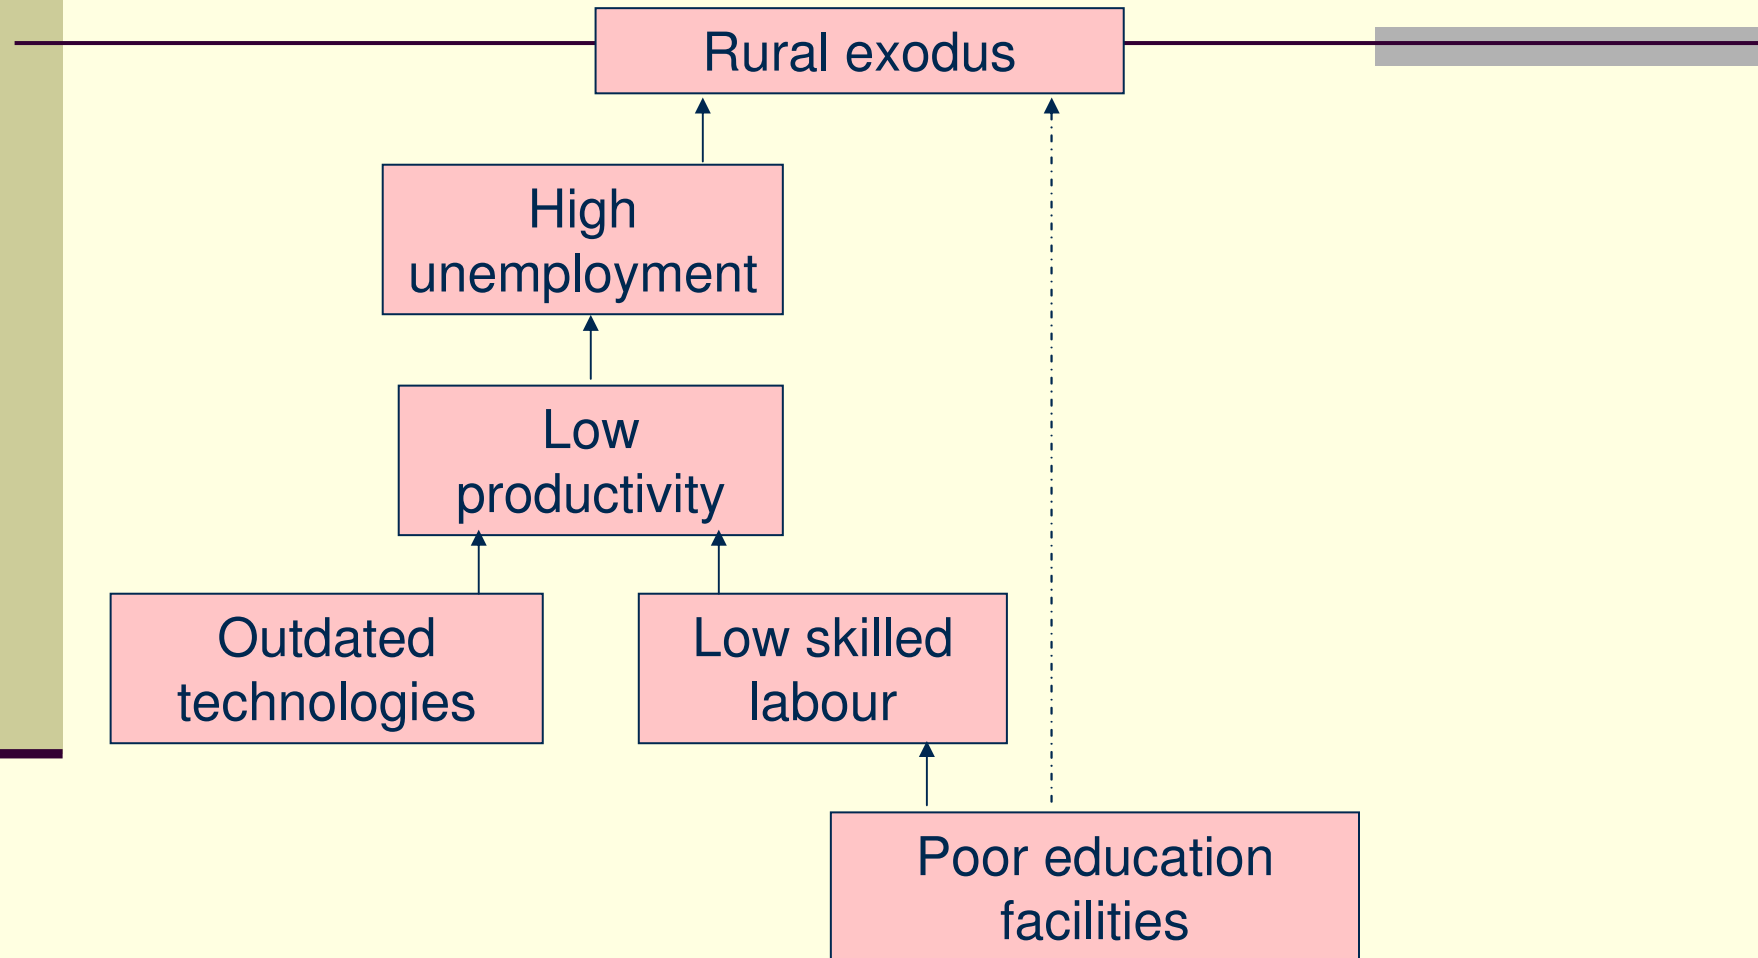 Rural exodus
High
unemployment
Low
productivity
Outdated
technologies
Low skilled
labour
Poor education
facilities